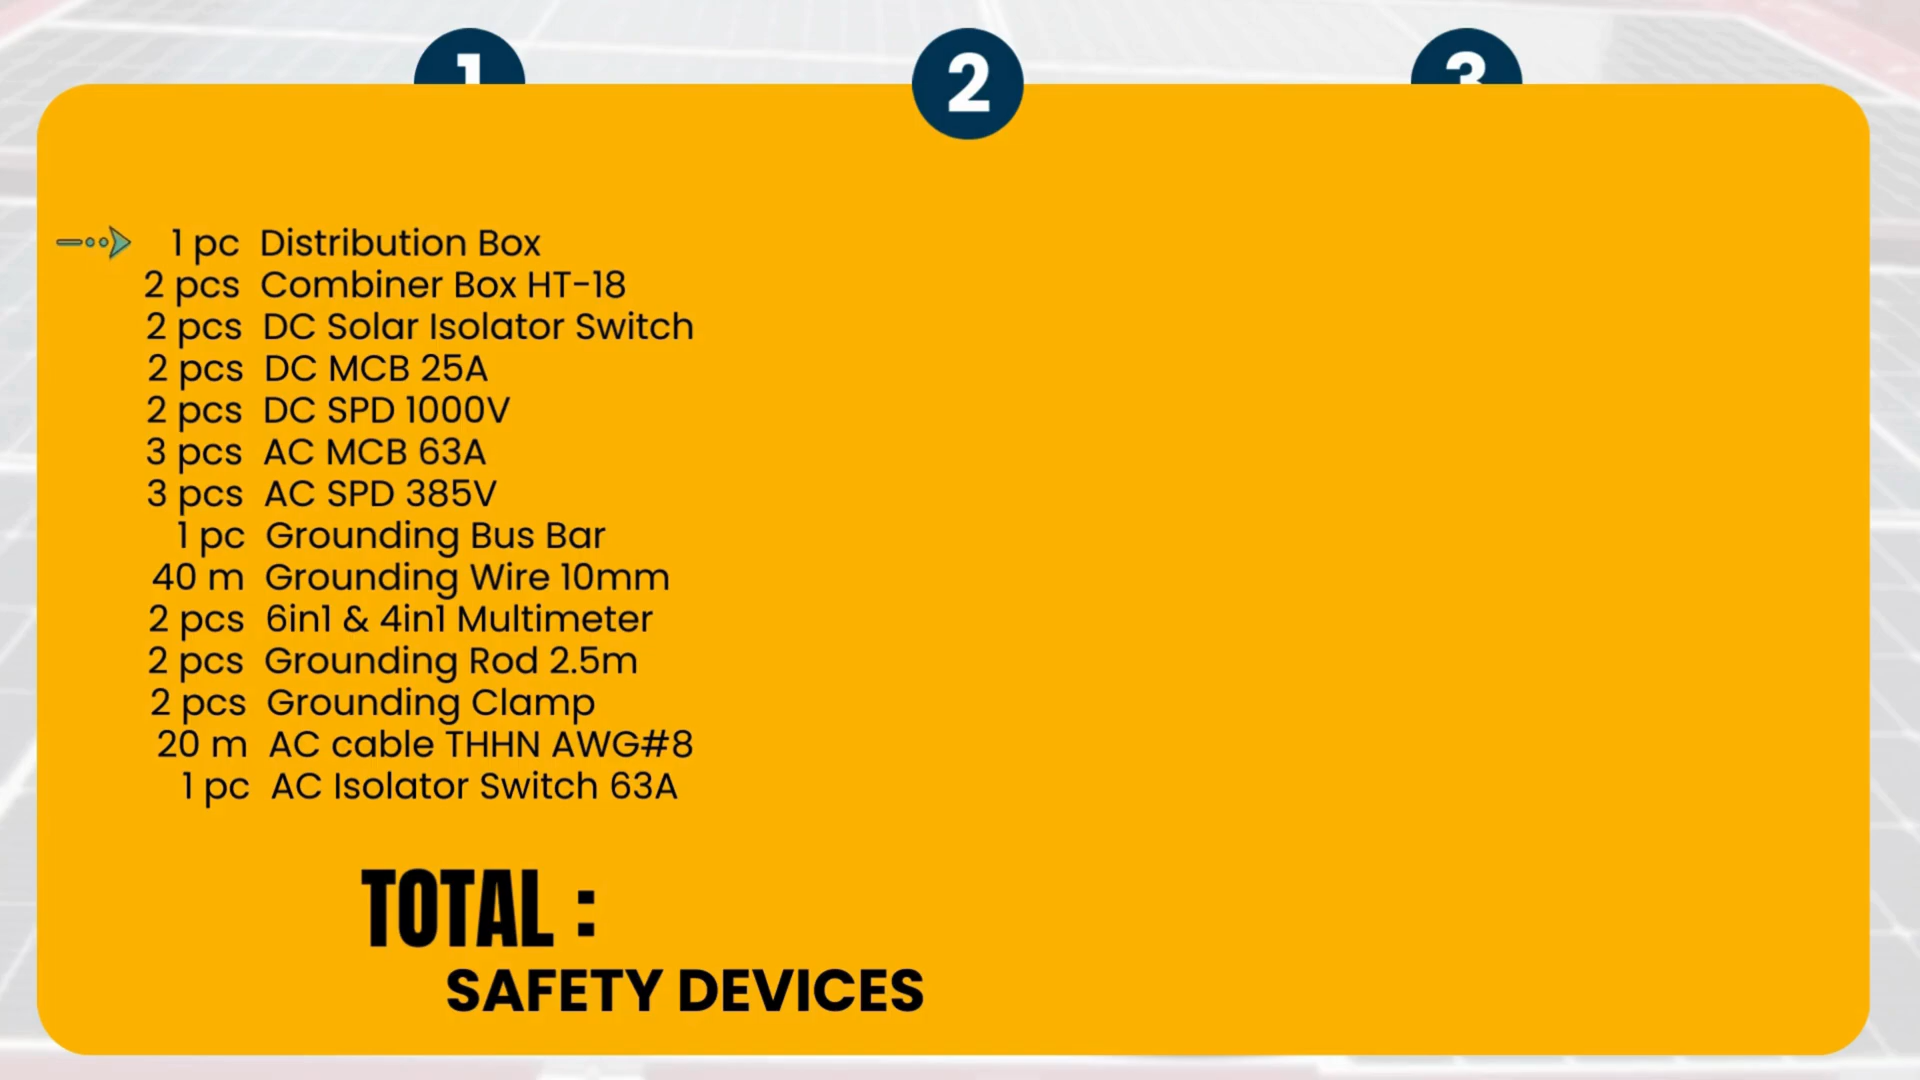 1 2 3
1 pc Distribution Box
2 pcs Combiner Box HT-18
2 pcs DC Solar Isolator Switch
2 pcs DC MCB 25A
2 pcs DC SPD 1000V
3 pcs AC MCB 63A
3 pcs AC SPD 385V
1 pc Grounding Bus Bar
40 m Grounding Wire 10mm
2 pcs 6in1 & 4in1 Multimeter
2 pcs Grounding Rod 2.5m
2 pcs Grounding Clamp
20 m AC cable THHN AWG#8
1 pc AC Isolator Switch 63A
TOTAL :
SAFETY DEVICES